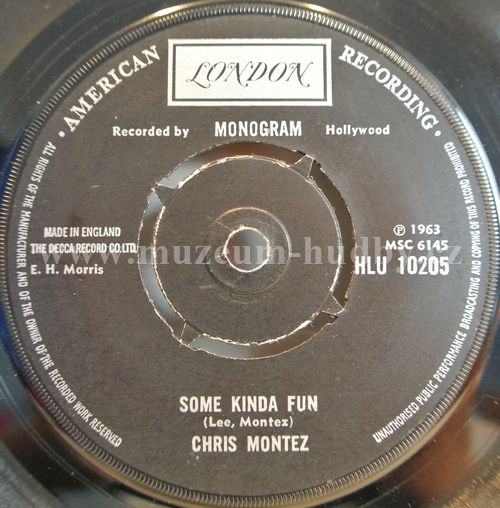 · AMERICAN RECORDING ·
LONDON
Recorded by MONOGRAM Hollywood
MADE IN ENGLAND
THE DECCA RECORD CO. LTD.
E. H. Morris
℗ 1963
MSC 6145
HLU 10205
www.muzeum-hudby.cz
SOME KINDA FUN
(Lee, Montez)
CHRIS MONTEZ
ALL RIGHTS OF THE MANUFACTURER AND OF THE OWNER OF THE RECORDED WORK RESERVED
UNAUTHORISED PUBLIC PERFORMANCE BROADCASTING AND COPYING OF THIS RECORD PROHIBITED